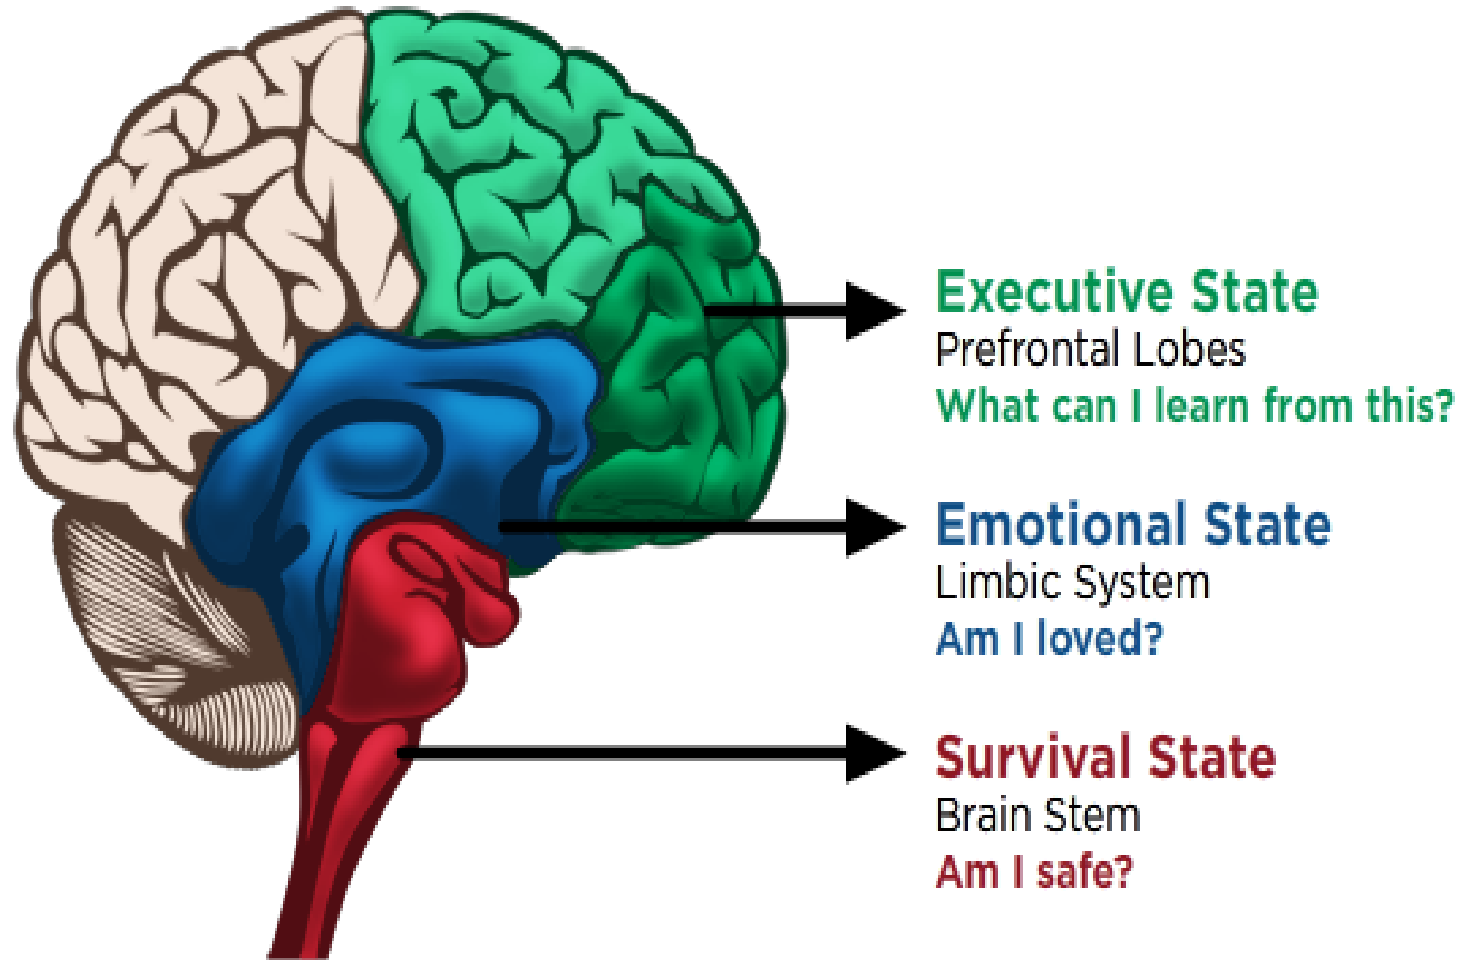 Executive State
Prefrontal Lobes
What can I learn from this?
Emotional State
Limbic System
Am I loved?
Survival State
Brain Stem
Am I safe?